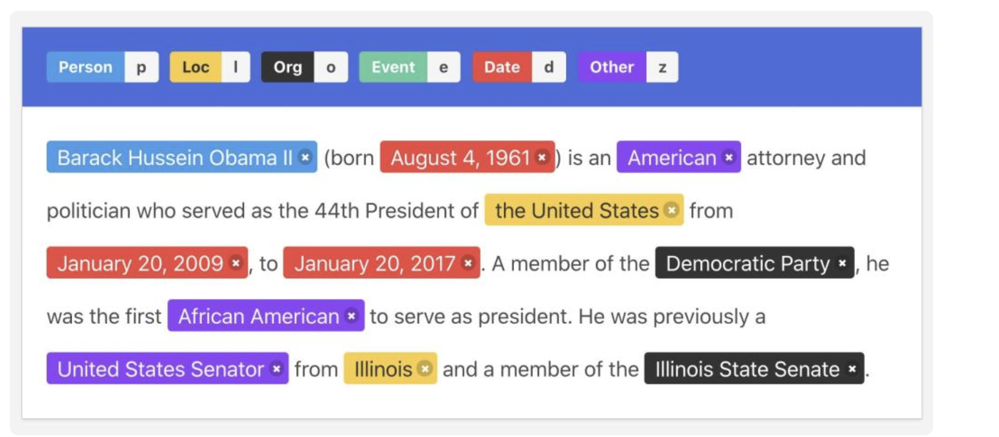 Person p Loc l Org o Event e Date d Other z
Barack Hussein Obama II (born August 4, 1961) is an American attorney and
politician who served as the 44th President of the United States from
January 20, 2009, to January 20, 2017. A member of the Democratic Party, he
was the first African American to serve as president. He was previously a
United States Senator from Illinois and a member of the Illinois State Senate.